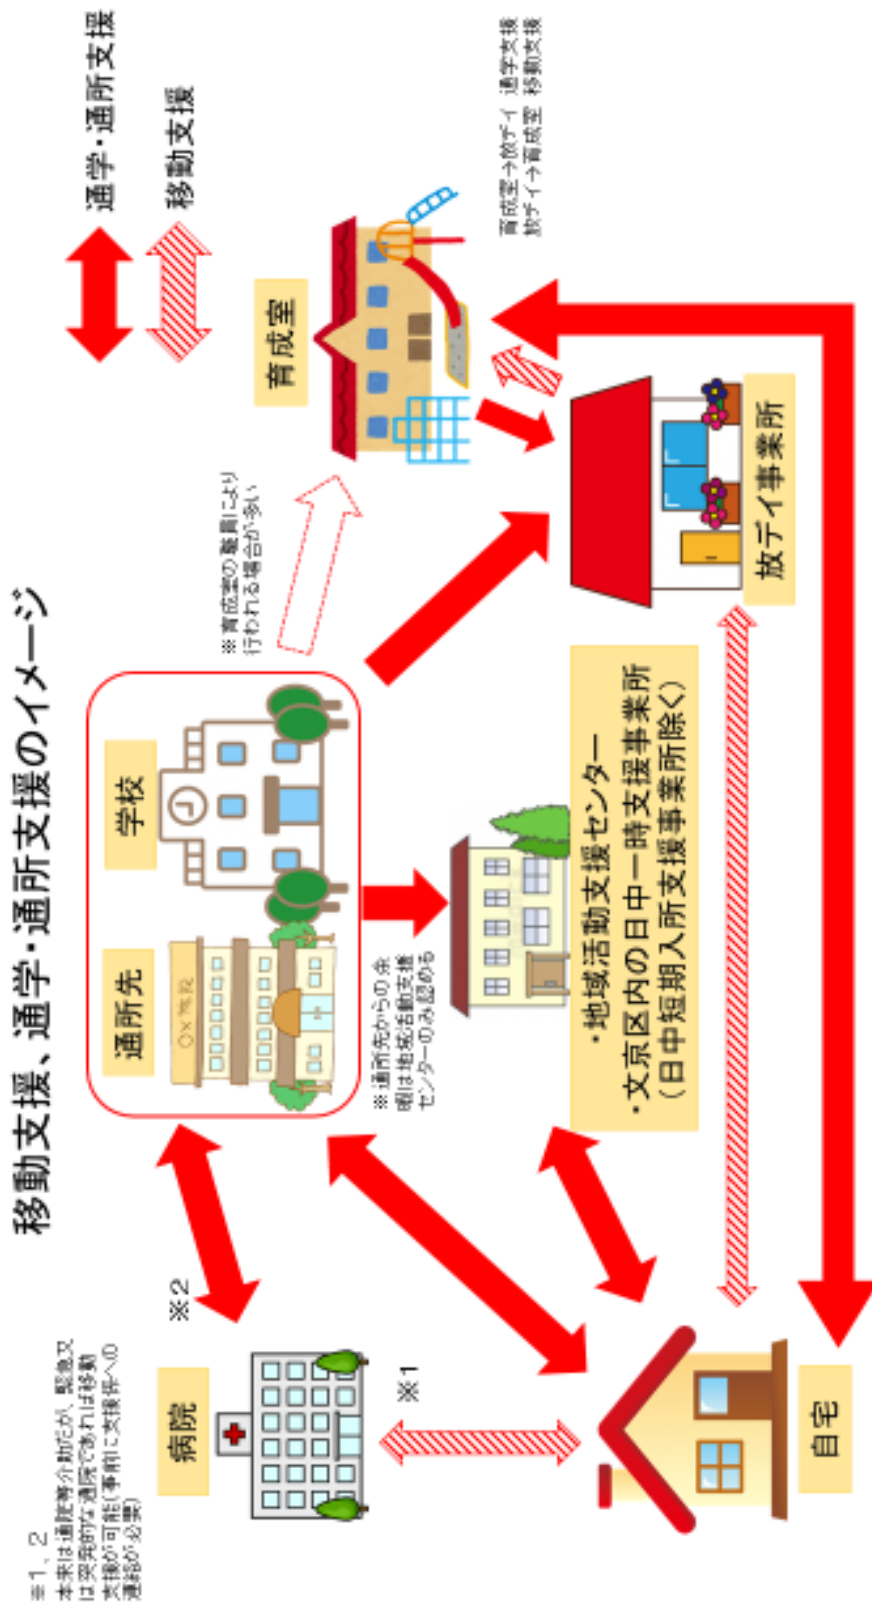 移動支援、通学・通所支援のイメージ
※1、2
本来は通院等介助だが、緊急又
は突発的な通院であれば移動
支援が可能(事前に支援係への
連絡が必要)
通学・通所支援
移動支援
病院
※2
※1
通所先
○×施設
学校
※育成室の職員により
行われる場合が多い
育成室
※通所先からの余
暇は地域活動支援
センターのみ認める
育成室→放デイ 通学支援
放デイ→育成室 移動支援
・地域活動支援センター
・文京区内の日中一時支援事業所
(日中短期入所支援事業所除く)
放デイ事業所
自宅